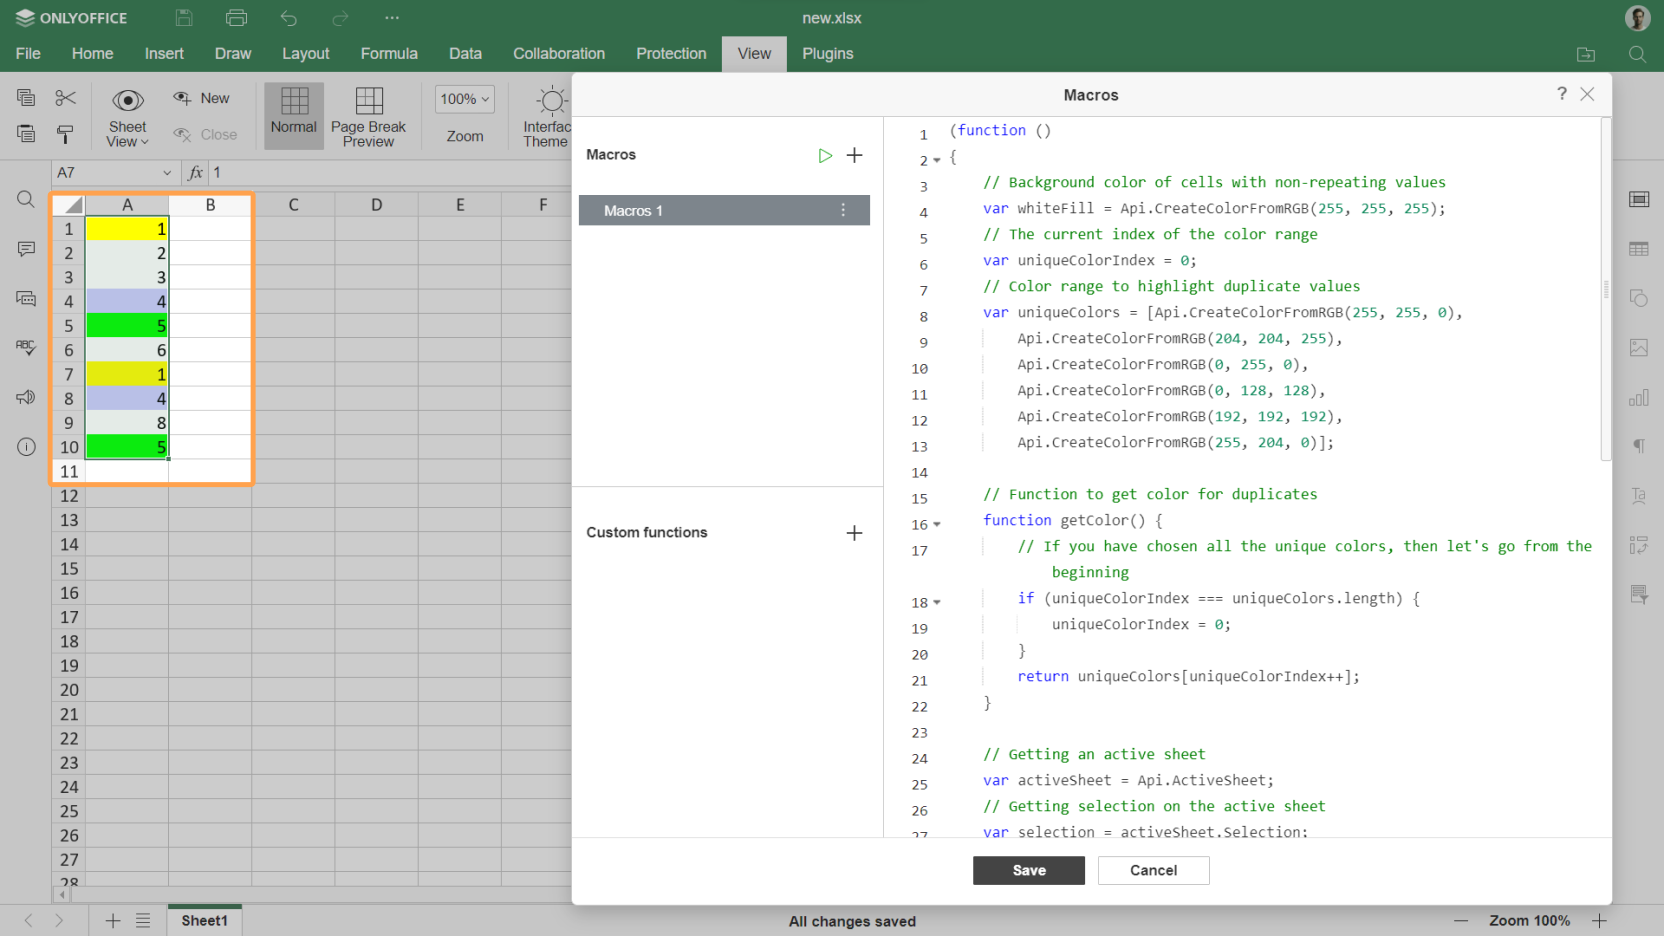 ONLYOFFICE
new.xlsx
File Home Insert Draw Layout Formula Data Collaboration Protection View Plugins
New
Close
Sheet View
Normal
Page Break Preview
100%
Zoom
Interfac
Theme
A7
fx 1
A B C D E F
1 1
2 2
3 3
4 4
5 5
6 6
7 1
8 4
9 8
10 5
11
12
13
14
15
16
17
18
19
20
21
22
23
24
25
26
27
28
Macros
?
Macros
Macros 1
Custom functions
1 (function ()
2 {
3 // Background color of cells with non-repeating values
4 var whiteFill = Api.CreateColorFromRGB(255, 255, 255);
5 // The current index of the color range
6 var uniqueColorIndex = 0;
7 // Color range to highlight duplicate values
8 var uniqueColors = [Api.CreateColorFromRGB(255, 255, 0),
9 Api.CreateColorFromRGB(204, 204, 255),
10 Api.CreateColorFromRGB(0, 255, 0),
11 Api.CreateColorFromRGB(0, 128, 128),
12 Api.CreateColorFromRGB(192, 192, 192),
13 Api.CreateColorFromRGB(255, 204, 0)];
14
15 // Function to get color for duplicates
16 function getColor() {
17 // If you have chosen all the unique colors, then let's go from the
beginning
18 if (uniqueColorIndex === uniqueColors.length) {
19 uniqueColorIndex = 0;
20 }
21 return uniqueColors[uniqueColorIndex++];
22 }
23
24 // Getting an active sheet
25 var activeSheet = Api.ActiveSheet;
26 // Getting selection on the active sheet
27 var selection = activeSheet.Selection;
Save
Cancel
Sheet1
All changes saved
Zoom 100%